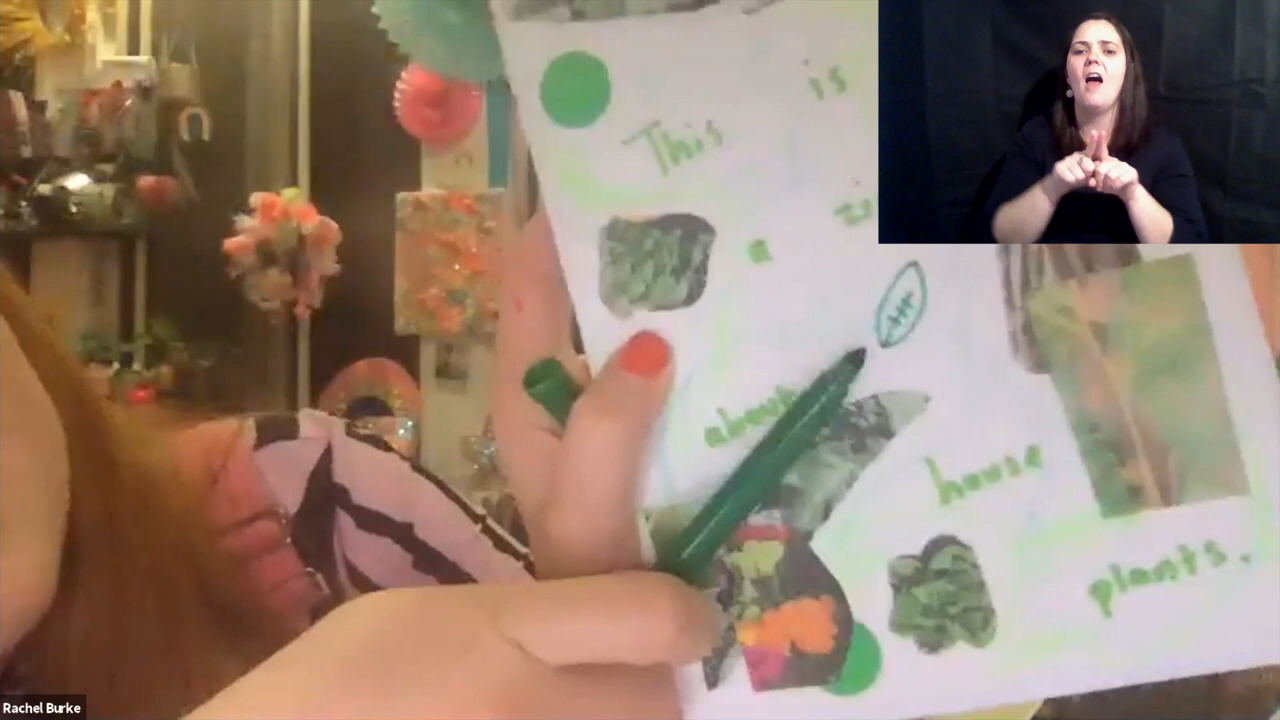 This is
a
about
house
plants.
Rachel Burke